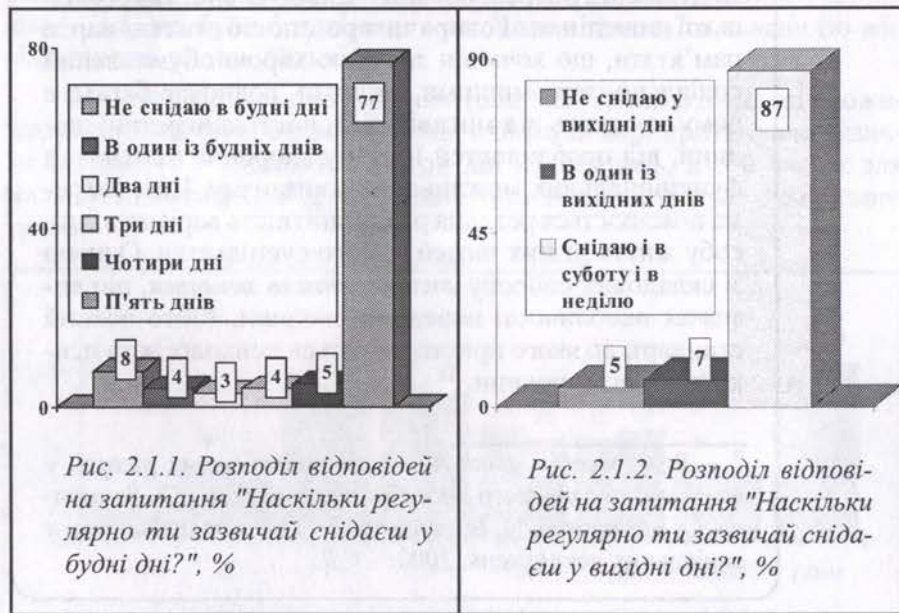 80
77
Не снідаю в будні дні
В один із будніх днів
Два дні
40
Три дні
Чотири дні
П'ять днів
8
4
3
4
5
0
Рис. 2.1.1. Розподіл відповідей
на запитання "Наскільки регу-
лярно ти зазвичай снідаєш у
будні дні?", %
90
87
Не снідаю у
вихідні дні
В один із
вихідних днів
45
Снідаю і в
суботу і в
неділю
5
7
0
Рис. 2.1.2. Розподіл відпові-
дей на запитання "Наскільки
регулярно ти зазвичай сніда-
єш у вихідні дні?", %